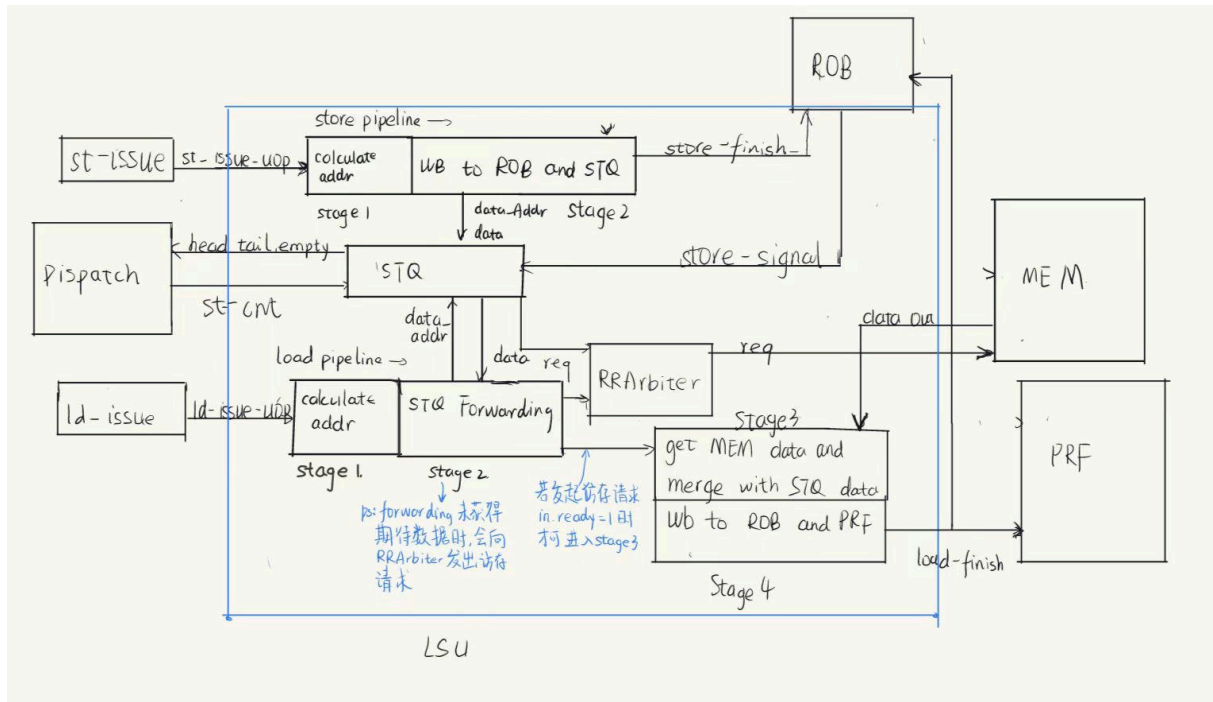 ROB
store pipeline →
st-issue
st-issue-uop
calculate
addr
WB to ROB and STQ
store-finish
stage 1
data_Addr
stage 2
data
Dispatch
head tail.empty
STQ
store-signal
MEM
st-cnt
data_
addr
data out
load pipeline →
data
req
RRArbiter
req
ld-issue
ld-issue-uop
calculate
addr
STQ Forwarding
stage 1.
stage 2
Stage3
get MEM data and
merge with STQ data
Wb to ROB and PRF
PRF
load-finish
Stage 4
ps: forwarding 未获得
期待数据时,会向
RRArbiter 发出访存
请求
若发起访存请求
in.ready=1时
才可进入stage3
LSU